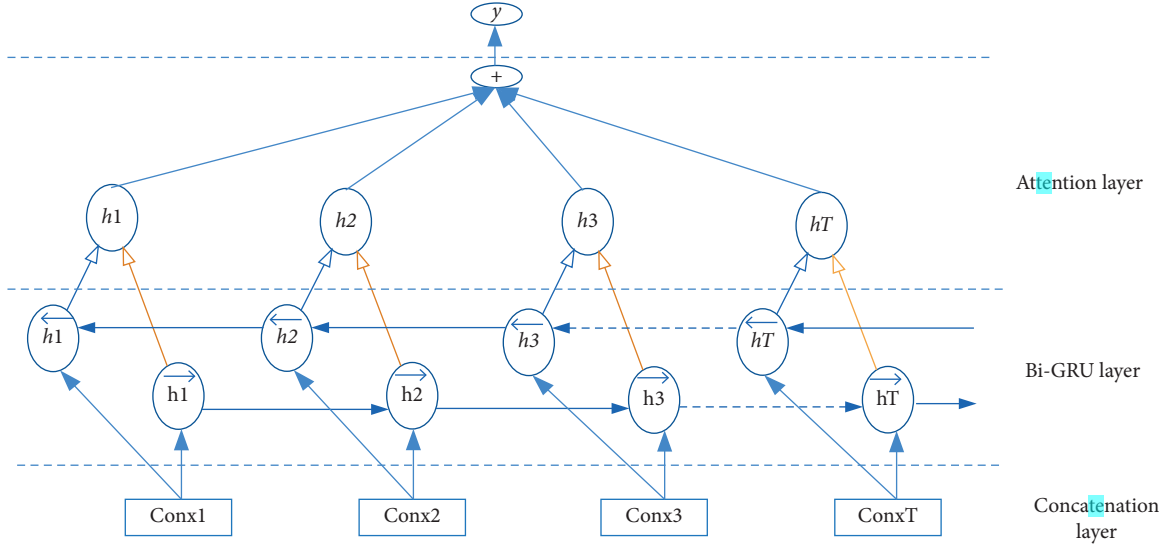 y
+
Attention layer
h1
h2
h3
hT
h1
h2
h3
hT
Bi-GRU layer
h1
h2
h3
hT
Conx1
Conx2
Conx3
ConxT
Concatenation
layer